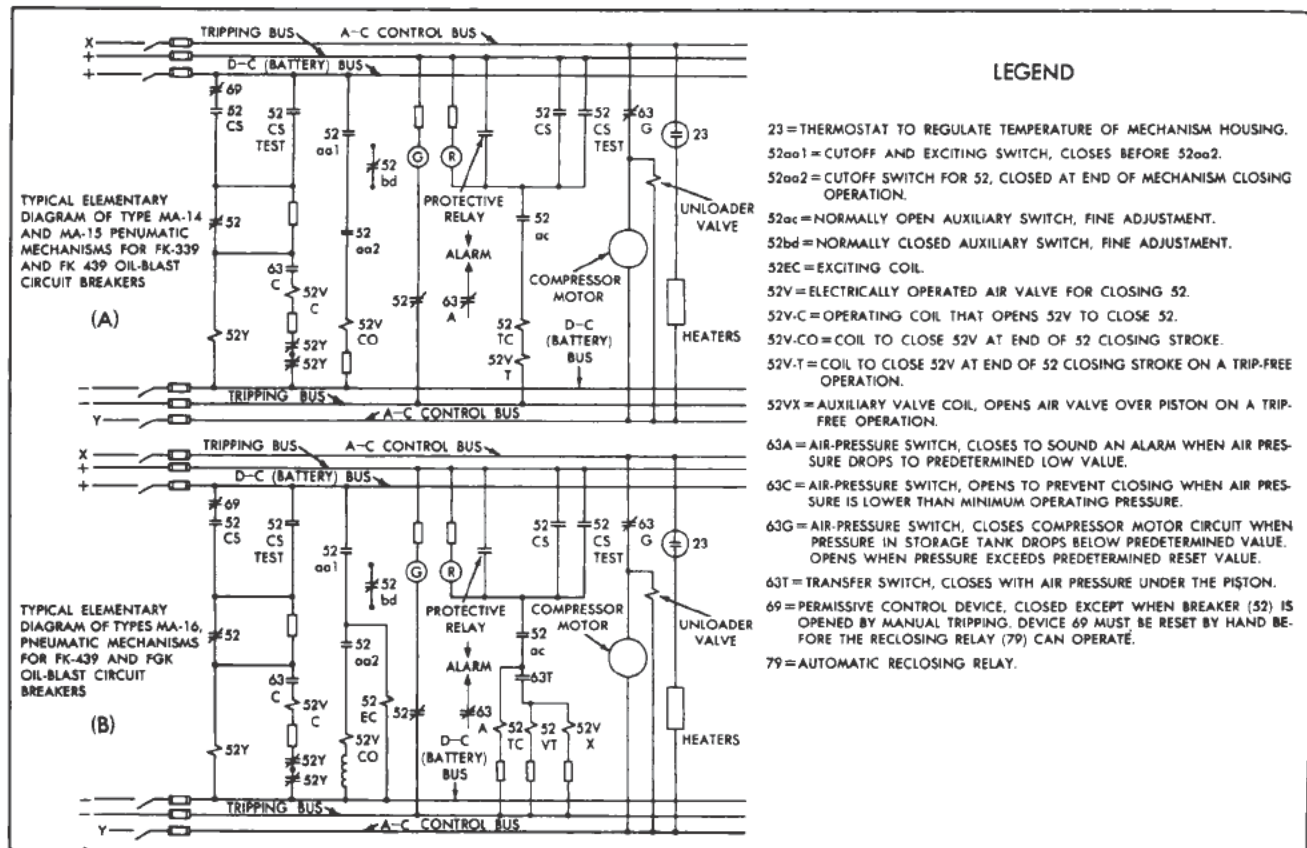 TRIPPING BUS
A-C CONTROL BUS
X
+
D-C (BATTERY) BUS
+
69
52
CS
52
CS
TEST
52
aa1
52
bd
G
R
52
CS
52
CS
TEST
63
G
23
TYPICAL ELEMENTARY
DIAGRAM OF TYPE MA-14
AND MA-15 PENUMATIC
MECHANISMS FOR FK-339
AND FK 439 OIL-BLAST
CIRCUIT BREAKERS
(A)
52
63
C
52V
C
52Y
52Y
52Y
52
aa2
52V
CO
PROTECTIVE
RELAY
ALARM
52
63
A
52
ac
52
TC
52V
T
UNLOADER
VALVE
COMPRESSOR
MOTOR
D-C
(BATTERY)
BUS
HEATERS
−
TRIPPING BUS
−
Y
A-C CONTROL BUS
TRIPPING BUS
A-C CONTROL BUS
X
+
D-C (BATTERY) BUS
+
69
52
CS
52
CS
TEST
52
aa1
52
bd
G
R
52
CS
52
CS
TEST
63
G
23
TYPICAL ELEMENTARY
DIAGRAM OF TYPES MA-16,
PNEUMATIC MECHANISMS
FOR FK-439 AND FGK
OIL-BLAST CIRCUIT
BREAKERS
(B)
52
63
C
52V
C
52Y
52Y
52Y
52
aa2
52
EC
52V
CO
PROTECTIVE
RELAY
ALARM
52
63
A
52
ac
63T
52
TC
52
VT
52V
X
COMPRESSOR
MOTOR
UNLOADER
VALVE
D-C
(BATTERY)
BUS
HEATERS
−
TRIPPING BUS
−
Y
A-C CONTROL BUS
LEGEND
23=THERMOSTAT TO REGULATE TEMPERATURE OF MECHANISM HOUSING.
52aa1=CUTOFF AND EXCITING SWITCH, CLOSES BEFORE 52aa2.
52aa2=CUTOFF SWITCH FOR 52, CLOSED AT END OF MECHANISM CLOSING
OPERATION.
52ac=NORMALLY OPEN AUXILIARY SWITCH, FINE ADJUSTMENT.
52bd=NORMALLY CLOSED AUXILIARY SWITCH, FINE ADJUSTMENT.
52EC=EXCITING COIL.
52V=ELECTRICALLY OPERATED AIR VALVE FOR CLOSING 52.
52V-C=OPERATING COIL THAT OPENS 52V TO CLOSE 52.
52V-CO=COIL TO CLOSE 52V AT END OF 52 CLOSING STROKE.
52V-T=COIL TO CLOSE 52V AT END OF 52 CLOSING STROKE ON A TRIP-FREE
OPERATION.
52VX=AUXILIARY VALVE COIL, OPENS AIR VALVE OVER PISTON ON A TRIP-
FREE OPERATION.
63A=AIR-PRESSURE SWITCH, CLOSES TO SOUND AN ALARM WHEN AIR PRES-
SURE DROPS TO PREDETERMINED LOW VALUE.
63C=AIR-PRESSURE SWITCH, OPENS TO PREVENT CLOSING WHEN AIR PRES-
SURE IS LOWER THAN MINIMUM OPERATING PRESSURE.
63G=AIR-PRESSURE SWITCH, CLOSES COMPRESSOR MOTOR CIRCUIT WHEN
PRESSURE IN STORAGE TANK DROPS BELOW PREDETERMINED VALUE.
OPENS WHEN PRESSURE EXCEEDS PREDETERMINED RESET VALUE.
63T=TRANSFER SWITCH, CLOSES WITH AIR PRESSURE UNDER THE PISTON.
69=PERMISSIVE CONTROL DEVICE, CLOSED EXCEPT WHEN BREAKER (52) IS
OPENED BY MANUAL TRIPPING. DEVICE 69 MUST BE RESET BY HAND BE-
FORE THE RECLOSING RELAY (79) CAN OPERATE.
79=AUTOMATIC RECLOSING RELAY.